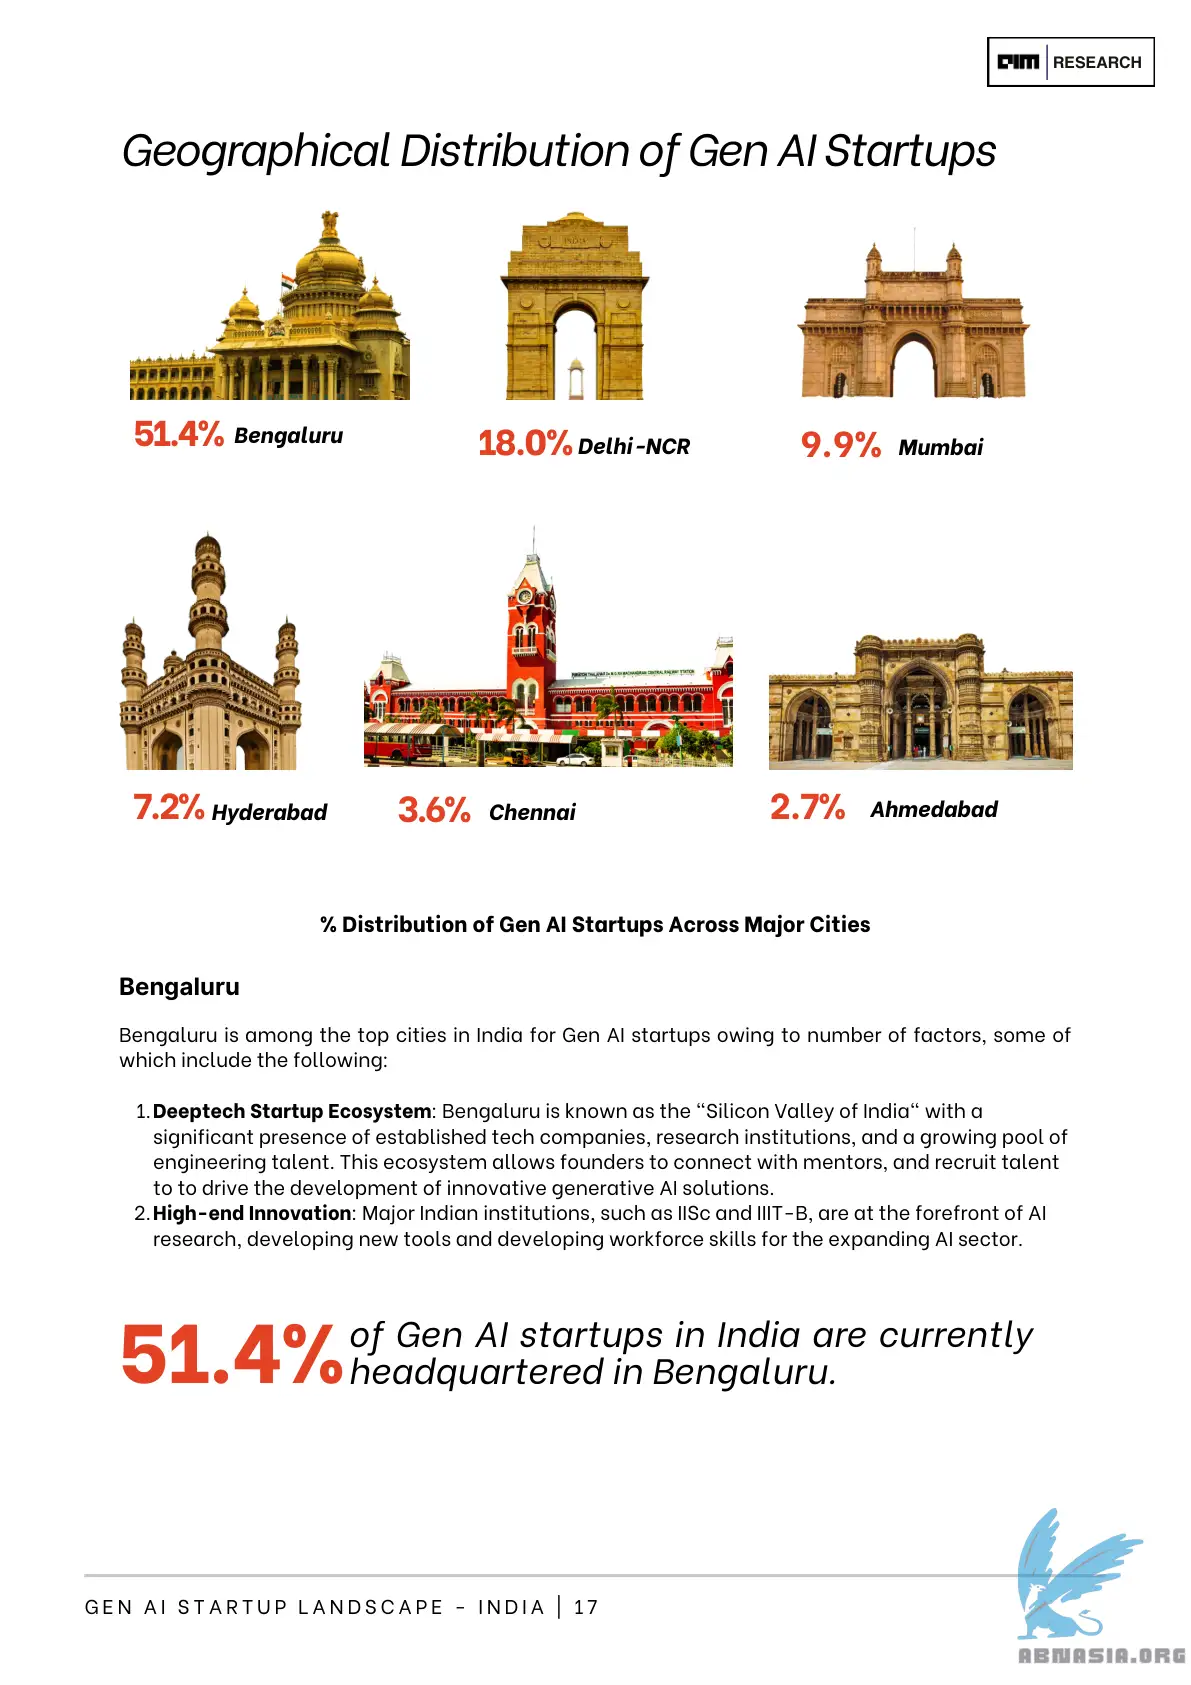 AIM RESEARCH
Geographical Distribution of Gen AI Startups
INDIA
51.4% Bengaluru
18.0% Delhi-NCR
9.9% Mumbai
7.2% Hyderabad
3.6% Chennai
2.7% Ahmedabad
% Distribution of Gen AI Startups Across Major Cities
Bengaluru
Bengaluru is among the top cities in India for Gen AI startups owing to number of factors, some of
which include the following:
1. Deeptech Startup Ecosystem: Bengaluru is known as the “Silicon Valley of India“ with a
significant presence of established tech companies, research institutions, and a growing pool of
engineering talent. This ecosystem allows founders to connect with mentors, and recruit talent
to to drive the development of innovative generative AI solutions.
2. High-end Innovation: Major Indian institutions, such as IISc and IIIT-B, are at the forefront of AI
research, developing new tools and developing workforce skills for the expanding AI sector.
51.4% of Gen AI startups in India are currently
headquartered in Bengaluru.
GEN AI STARTUP LANDSCAPE - INDIA | 17
ABNASIA.ORG